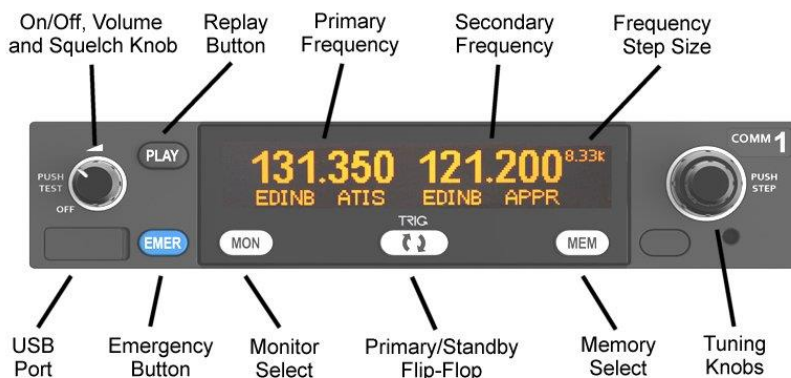 On/Off, Volume
and Squelch Knob
Replay
Button
Primary
Frequency
Secondary
Frequency
Frequency
Step Size
PUSH
TEST
OFF
PLAY
131.350
EDINB ATIS
121.200
8.33k
EDINB APPR
COMM 1
PUSH
STEP
TRIG
EMER
MON
MEM
USB
Port
Emergency
Button
Monitor
Select
Primary/Standby
Flip-Flop
Memory
Select
Tuning
Knobs